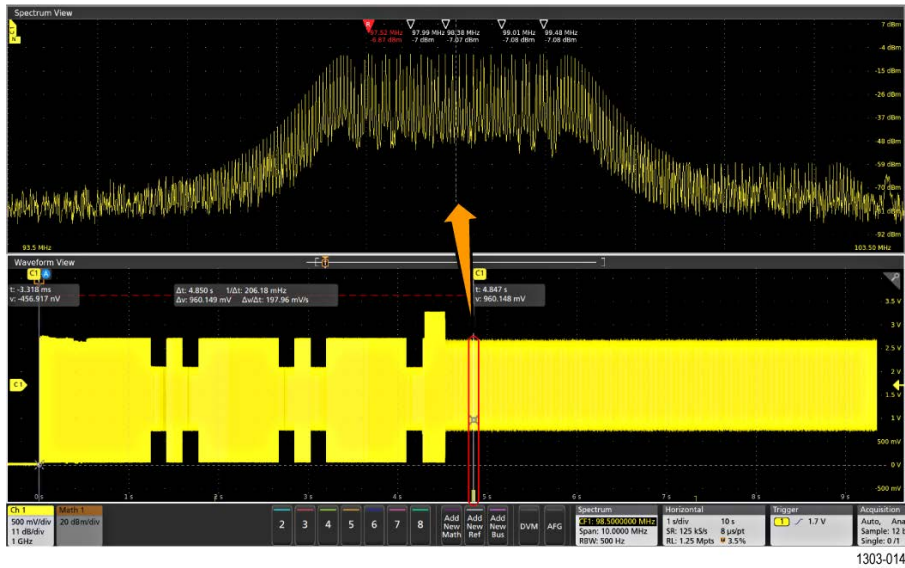 Spectrum View
7 dBm
97.52 MHz 97.99 MHz 98.38 MHz 99.01 MHz 99.48 MHz
-6.87 dBm -7 dBm -7.07 dBm -7.08 dBm -7.08 dBm
-4 dBm
-15 dBm
-26 dBm
-37 dBm
-48 dBm
-59 dBm
-70 dBm
-92 dBm
93.5 MHz
103.50 MHz
Waveform View
C1 A
C1
t: -3.318 ms
v: -456.917 nV
Δt: 4.850 s 1/Δt: 206.18 mHz
Δv: 960.149 mV Δv/Δt: 197.96 mV/s
t: 4.847 s
v: 960.148 mV
3.5 V
3 V
2.5 V
2 V
C1
1.5 V
1 V
500 mV
0 V
-500 mV
0 s 1 s 2 s 3 s 4 s 5 s 6 s 7 s 8 s 9 s
Ch 1
500 mV/div
11 dB/div
1 GHz
Math 1
20 dBm/div
2 3 4 5 6 7 8
Add New Math
Add New Ref
Add New Bus
DVM
AFG
Spectrum
CF1: 98.5000000 MHz
Span: 10.0000 MHz
RBW: 500 Hz
Horizontal
1 s/div 10 s
SR: 125 kS/s 8 µs/pt
RL: 1.25 Mpts 3.5%
Trigger
1 1.7 V
Acquisition
Auto, Ana
Sample: 12 b
Single: 0 /1
1303-014